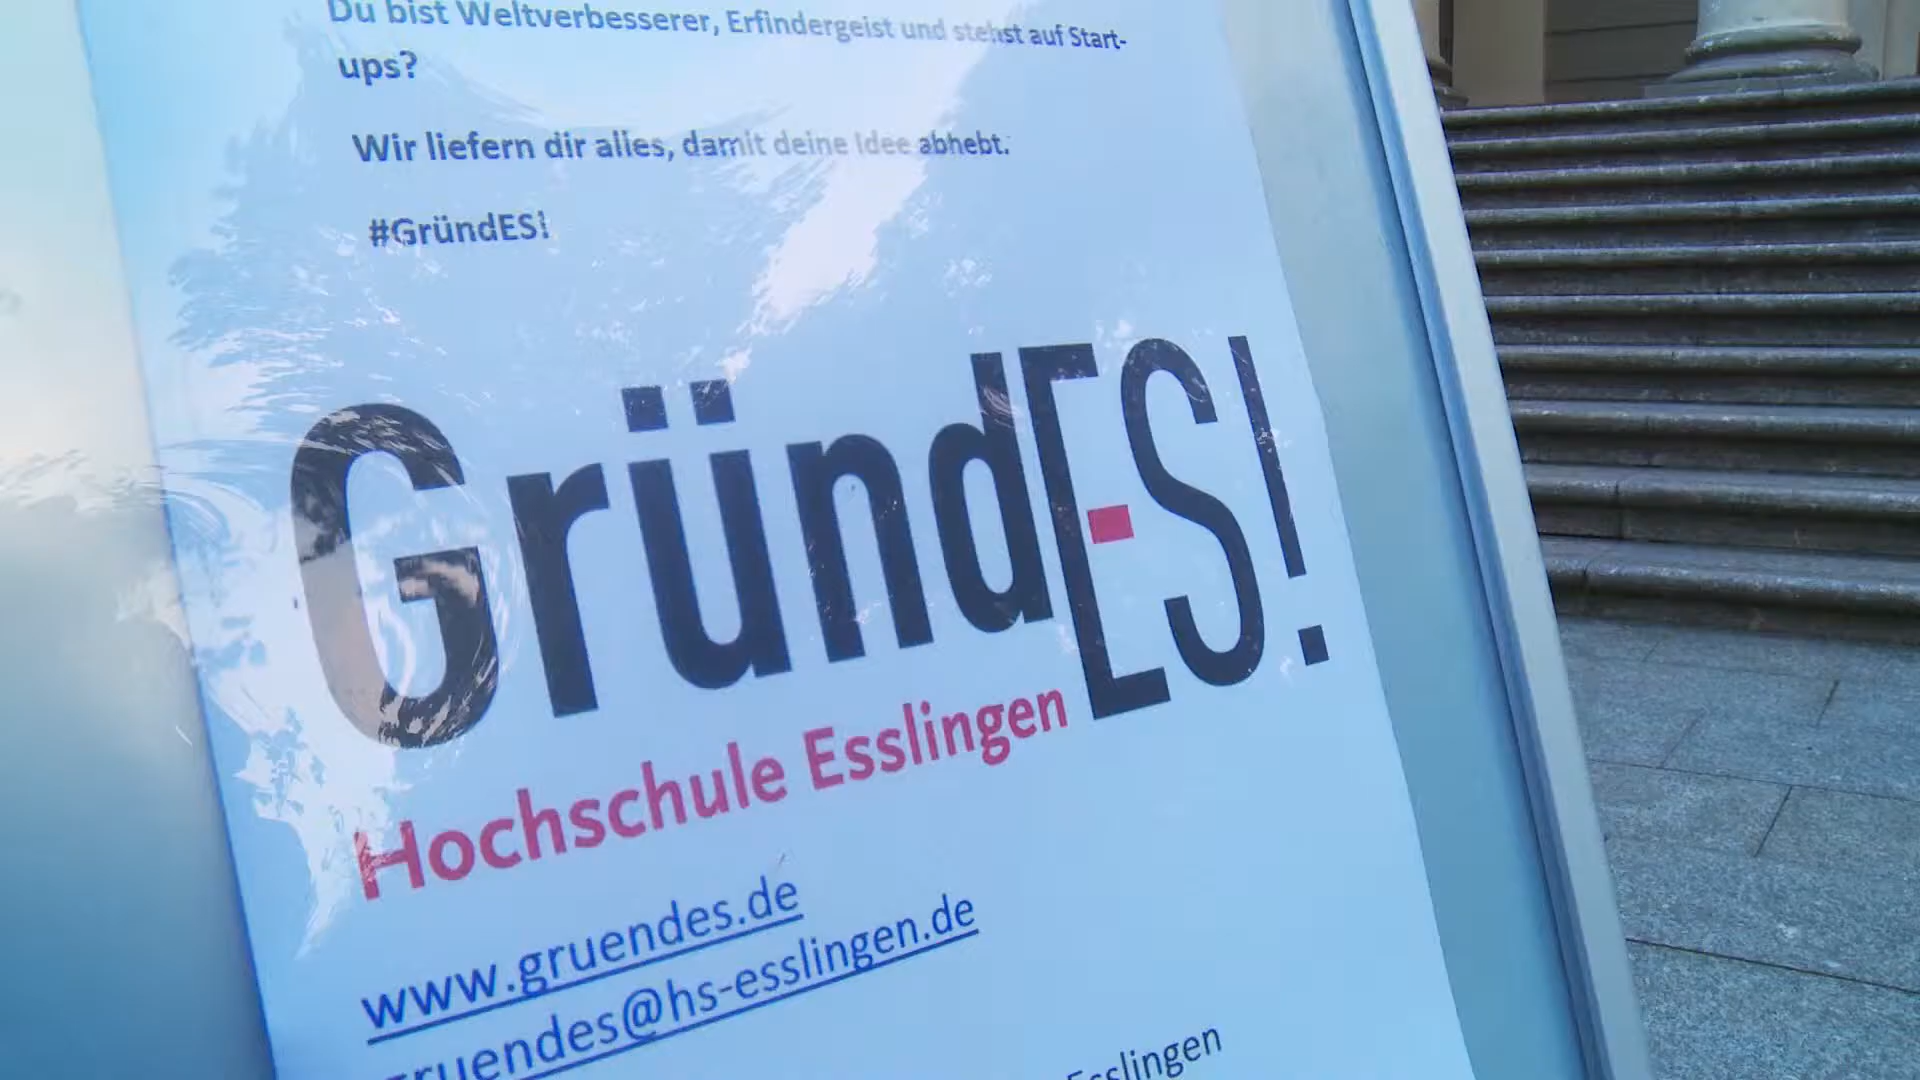 Du bist Weltverbesserer, Erfindergeist und stehst auf Start-
ups?
Wir liefern dir alles, damit deine Idee abhebt.
#GründES!
GründES!
Hochschule Esslingen
www.gruendes.de
gruendes@hs-esslingen.de
Esslingen